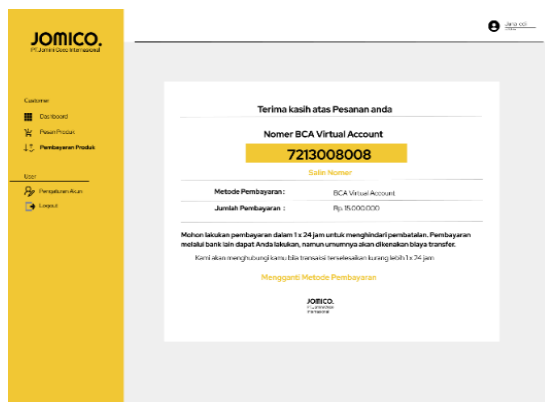 JOMICO.
PT. Jomini Coco Internasional
Customer
Dashboard
Pesan Produk
Pembayaran Produk
User
Pengaturan Akun
Logout
Terima kasih atas Pesanan anda
Nomer BCA Virtual Account
7213008008
Salin Nomer
Metode Pembayaran : BCA Virtual Account
Jumlah Pembayaran : Rp. 15.000.000
Mohon lakukan pembayaran dalam 1 x 24 jam untuk menghindari pembatalan. Pembayaran
melalui bank lain dapat Anda lakukan, namun umumnya akan dikenakan biaya transfer.
Kami akan menghubungi kamu bila transaksi terselesaikan kurang lebih 1 x 24 jam
Mengganti Metode Pembayaran
JOMICO.